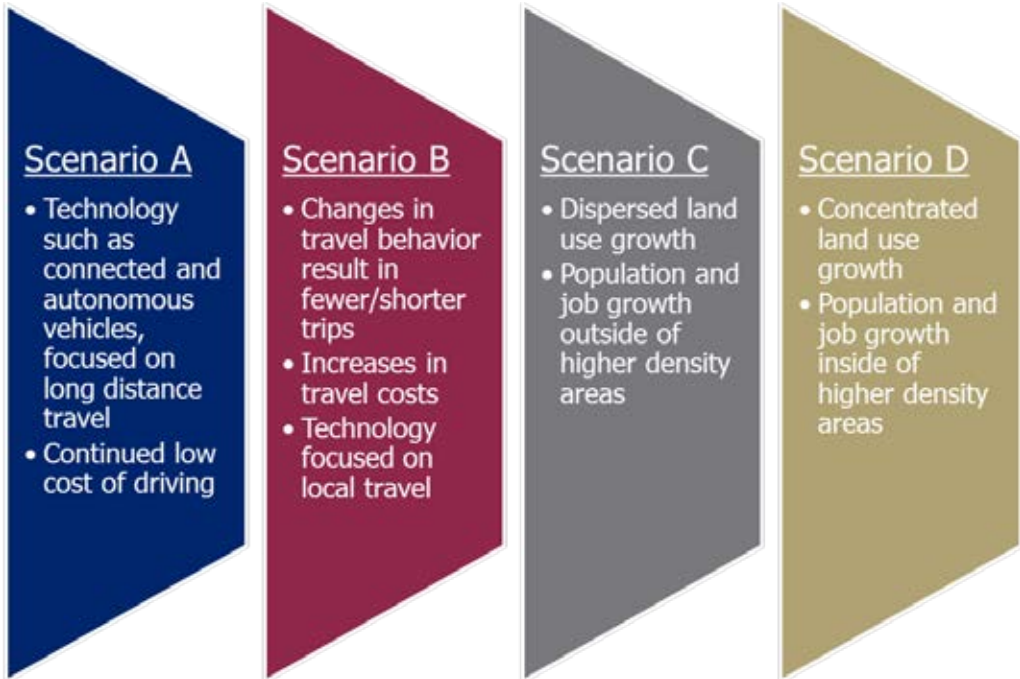 Scenario A
• Technology
such as
connected and
autonomous
vehicles,
focused on
long distance
travel
• Continued low
cost of driving
Scenario B
• Changes in
travel behavior
result in
fewer/shorter
trips
• Increases in
travel costs
• Technology
focused on
local travel
Scenario C
• Dispersed land
use growth
• Population and
job growth
outside of
higher density
areas
Scenario D
• Concentrated
land use
growth
• Population and
job growth
inside of
higher density
areas